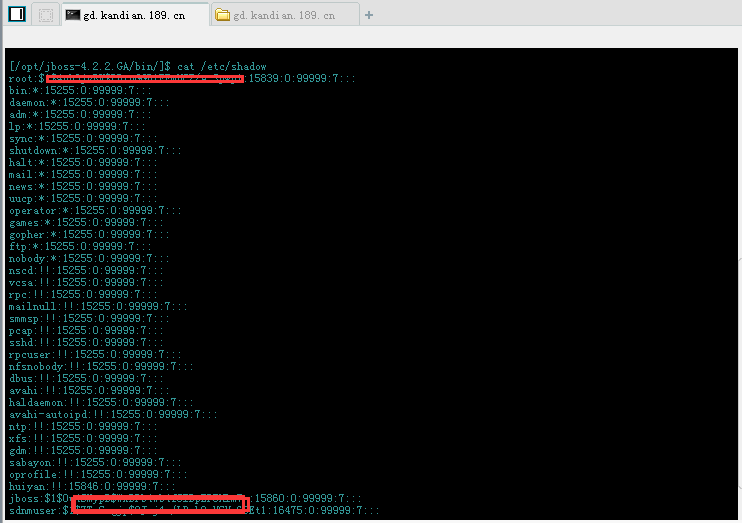 gd.kandian.189.cn
gd.kandian.189.cn
[/opt/jboss-4.2.2.GA/bin/]$ cat /etc/shadow
root: :15839:0:99999:7:::
bin:*:15255:0:99999:7:::
daemon:*:15255:0:99999:7:::
adm:*:15255:0:99999:7:::
lp:*:15255:0:99999:7:::
sync:*:15255:0:99999:7:::
shutdown:*:15255:0:99999:7:::
halt:*:15255:0:99999:7:::
mail:*:15255:0:99999:7:::
news:*:15255:0:99999:7:::
uucp:*:15255:0:99999:7:::
operator:*:15255:0:99999:7:::
games:*:15255:0:99999:7:::
gopher:*:15255:0:99999:7:::
ftp:*:15255:0:99999:7:::
nobody:*:15255:0:99999:7:::
nscd:!!:15255:0:99999:7:::
vcsa:!!:15255:0:99999:7:::
rpc:!!:15255:0:99999:7:::
mailnull:!!:15255:0:99999:7:::
smmsp:!!:15255:0:99999:7:::
pcap:!!:15255:0:99999:7:::
sshd:!!:15255:0:99999:7:::
rpcuser:!!:15255:0:99999:7:::
nfsnobody:!!:15255:0:99999:7:::
dbus:!!:15255:0:99999:7:::
avahi:!!:15255:0:99999:7:::
haldaemon:!!:15255:0:99999:7:::
avahi-autoipd:!!:15255:0:99999:7:::
ntp:!!:15255:0:99999:7:::
xfs:!!:15255:0:99999:7:::
gdm:!!:15255:0:99999:7:::
sabayon:!!:15255:0:99999:7:::
oprofile:!!:15255:0:99999:7:::
huiyan:!!:15846:0:99999:7:::
jboss: :15860:0:99999:7:::
sdnmuser: :16475:0:99999:7:::